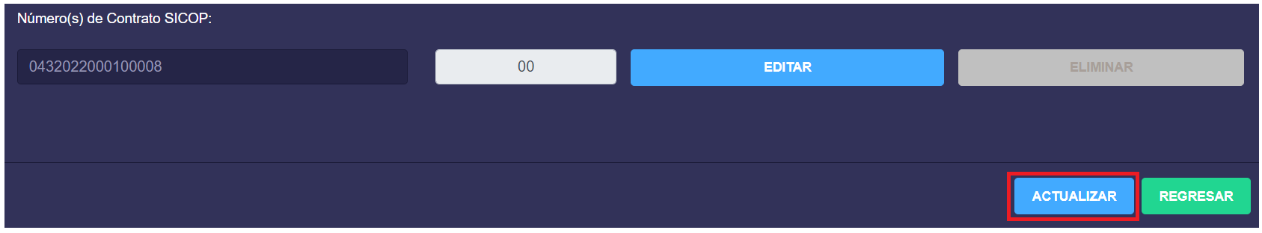 Número(s) de Contrato SICOP:
0432022000100008 00 EDITAR ELIMINAR
ACTUALIZAR REGRESAR